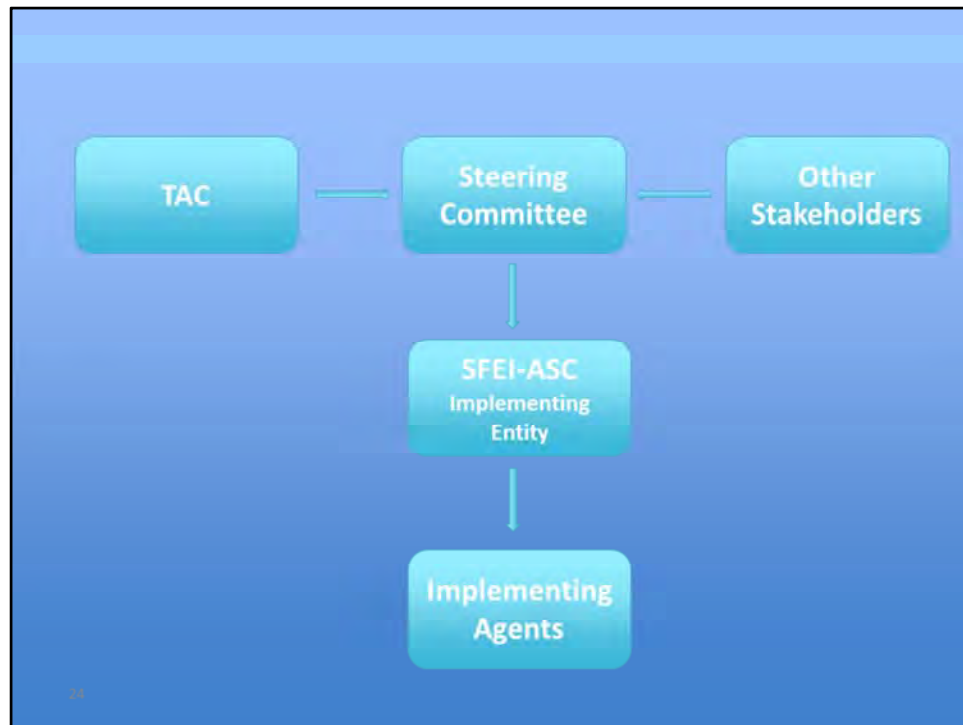 TAC
Steering
Committee
Other
Stakeholders
SFEI-ASC
Implementing
Entity
Implementing
Agents
24